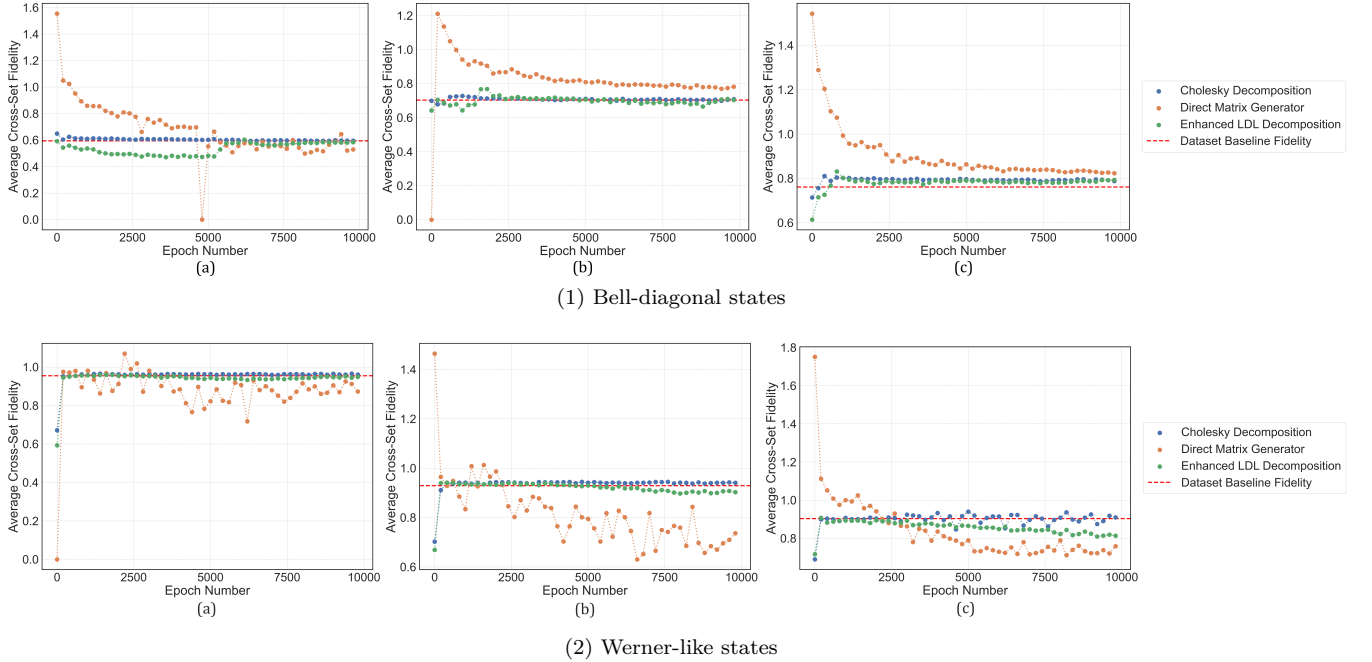 Average Cross-Set Fidelity
1.6
1.4
1.2
1.0
0.8
0.6
0.4
0.2
0.0
0
2500
5000
7500
10000
Epoch Number
(a)
Average Cross-Set Fidelity
1.2
1.0
0.8
0.6
0.4
0.2
0.0
0
2500
5000
7500
10000
Epoch Number
(b)
Average Cross-Set Fidelity
1.4
1.2
1.0
0.8
0.6
0
2500
5000
7500
10000
Epoch Number
(c)
Cholesky Decomposition
Direct Matrix Generator
Enhanced LDL Decomposition
Dataset Baseline Fidelity
(1) Bell-diagonal states
Average Cross-Set Fidelity
1.0
0.8
0.6
0.4
0.2
0.0
0
2500
5000
7500
10000
Epoch Number
(a)
Average Cross-Set Fidelity
1.4
1.2
1.0
0.8
0.6
0
2500
5000
7500
10000
Epoch Number
(b)
Average Cross-Set Fidelity
1.8
1.6
1.4
1.2
1.0
0.8
0
2500
5000
7500
10000
Epoch Number
(c)
Cholesky Decomposition
Direct Matrix Generator
Enhanced LDL Decomposition
Dataset Baseline Fidelity
(2) Werner-like states